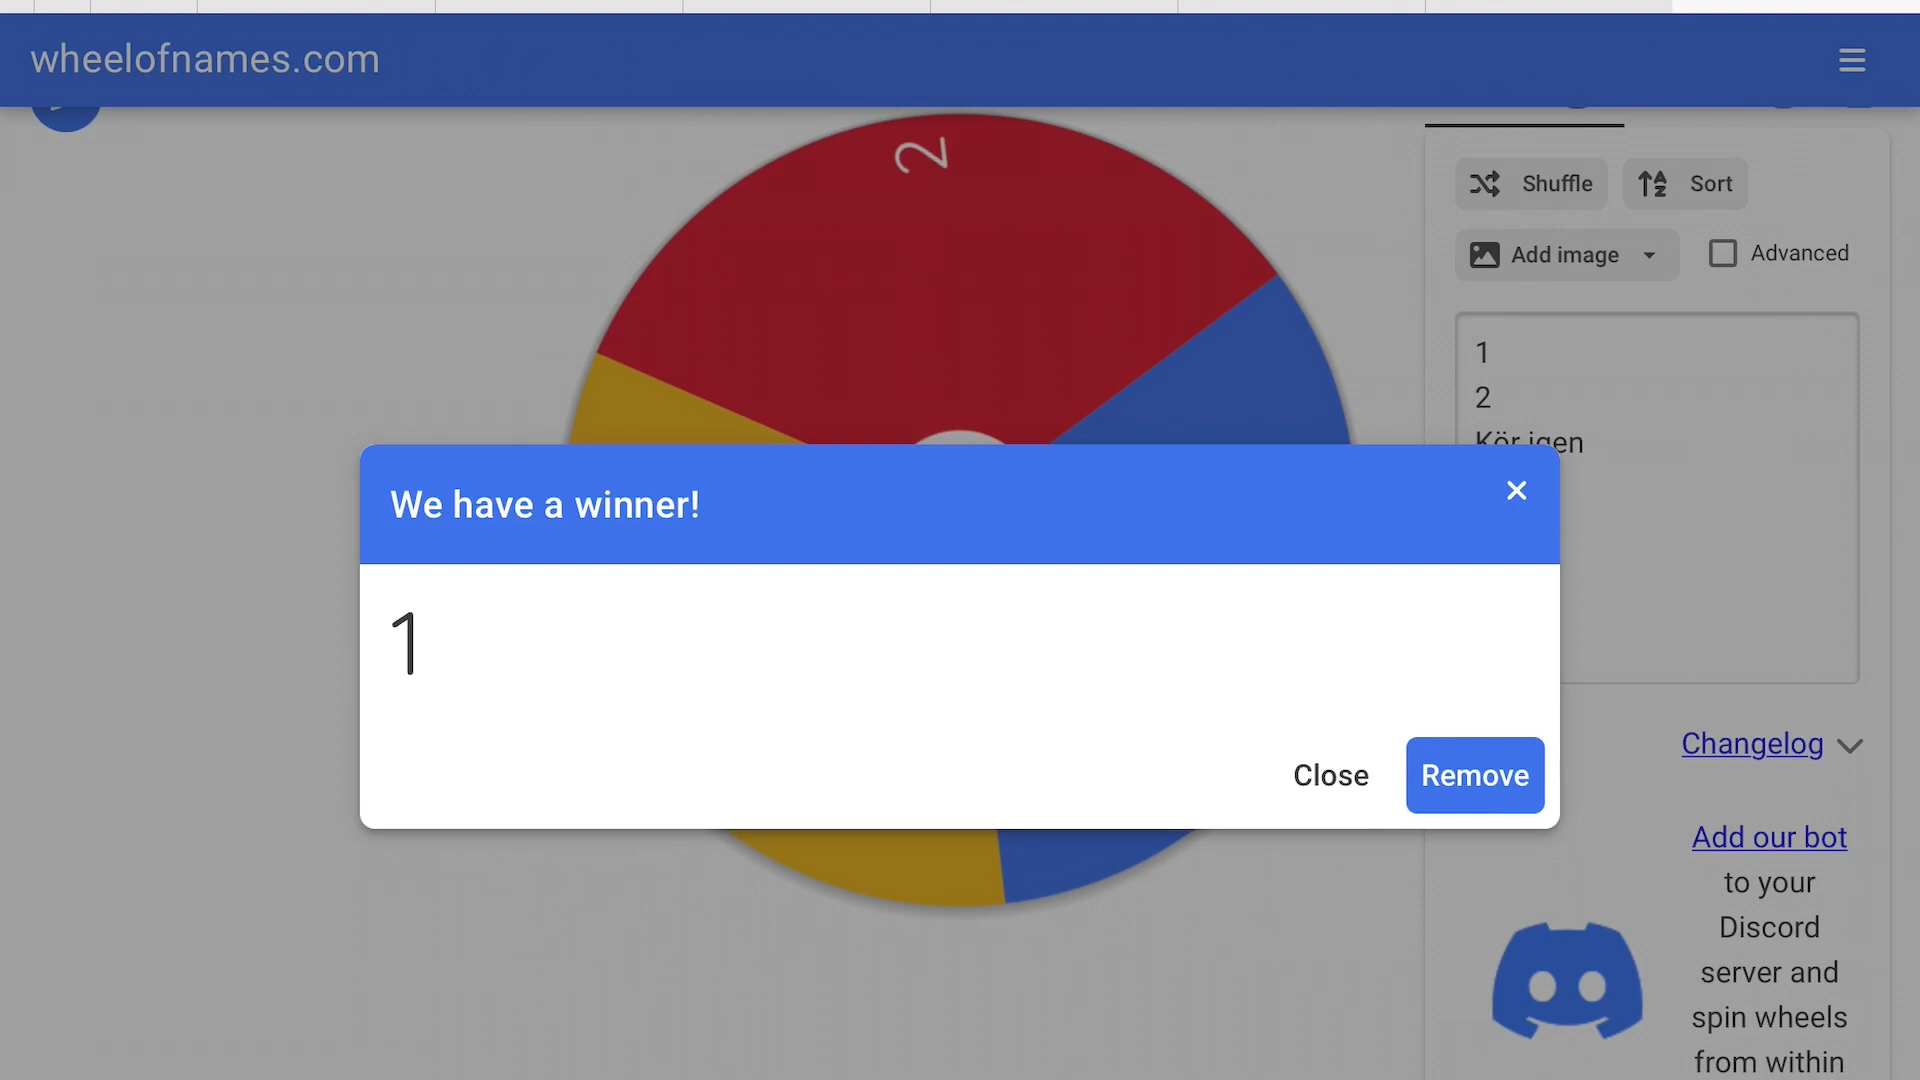 wheelofnames.com
2
Shuffle
Sort
Add image
Advanced
1
2
Kör igen
We have a winner!
1
Close
Remove
Changelog
Add our bot
to your
Discord
server and
spin wheels
from within